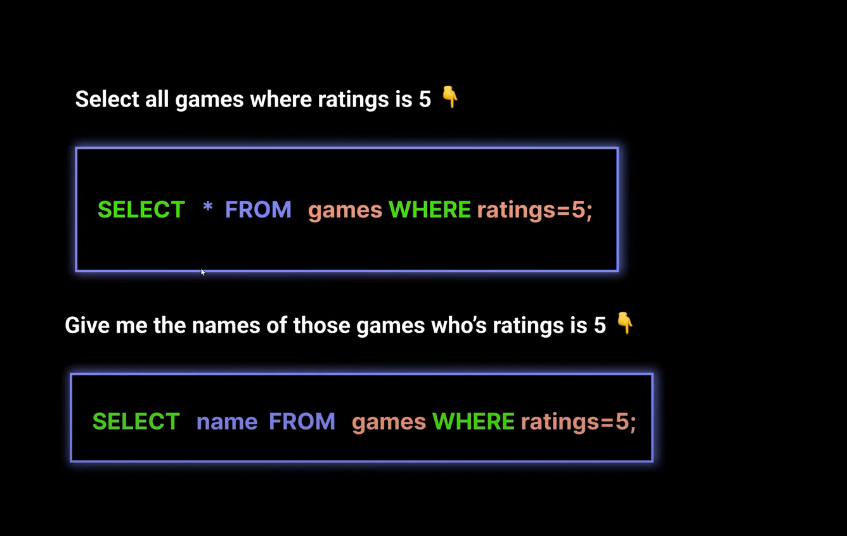 Select all games where ratings is 5 👇
SELECT * FROM games WHERE ratings=5;
Give me the names of those games who’s ratings is 5 👇
SELECT name FROM games WHERE ratings=5;